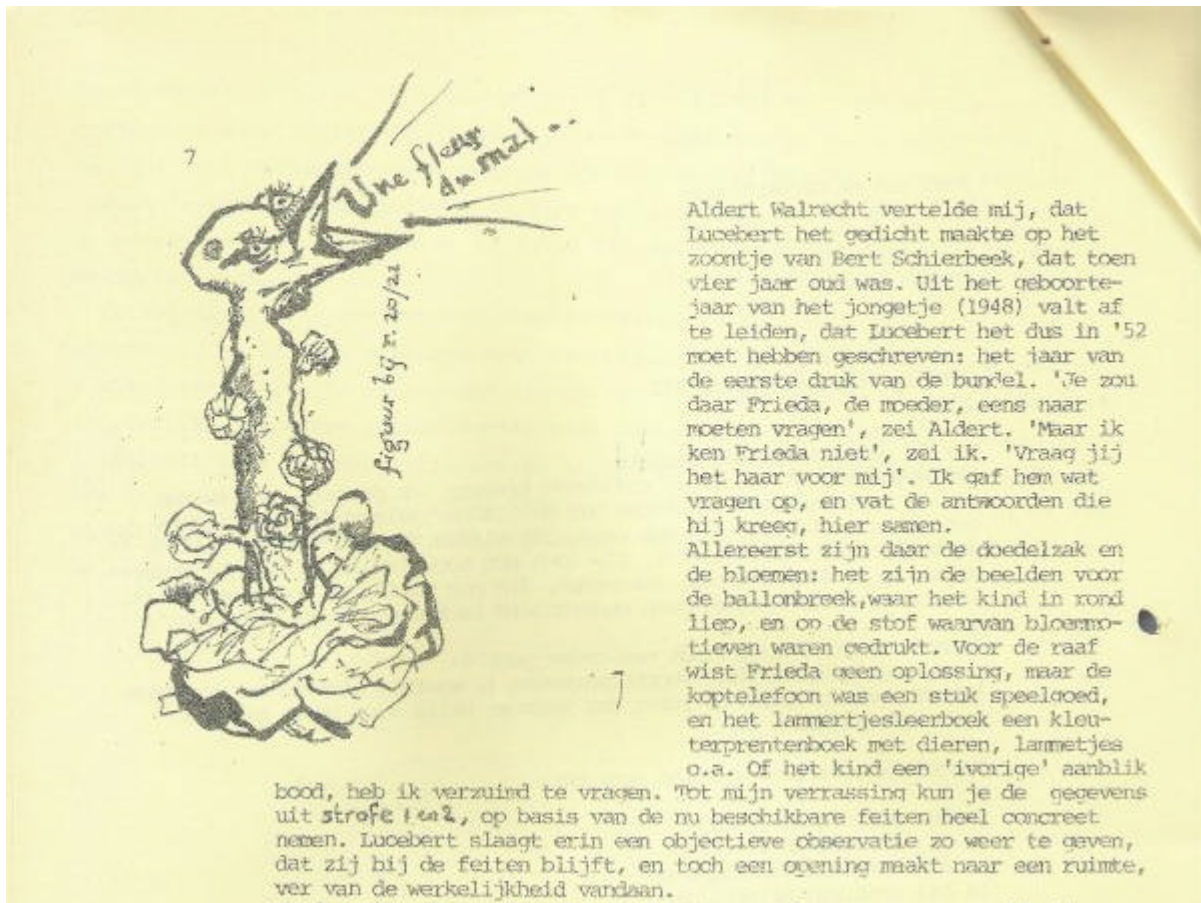 Une fleur
du mal...
figuur bij r. 20/21
Aldert Walrecht vertelde mij, dat
Lucebert het gedicht maakte op het
zoontje van Bert Schierbeek, dat toen
vier jaar oud was. Uit het geboorte-
jaar van het jongetje (1948) valt af
te leiden, dat Lucebert het dus in '52
moet hebben geschreven: het jaar van
de eerste druk van de bundel. 'Je zou
daar Frieda, de moeder, eens naar
moeten vragen', zei Aldert. 'Maar ik
ken Frieda niet', zei ik. 'Vraag jij
het haar voor mij'. Ik gaf hem wat
vragen op, en vat de antwoorden die
hij kreeg, hier samen.
Allereerst zijn daar de doedelzak en
de bloemen: het zijn de beelden voor
de ballonbroek,waar het kind in rond
liep, en op de stof waarvan bloemmo-
tieven waren gedrukt. Voor de raaf
wist Frieda geen oplossing, maar de
koptelefoon was een stuk speelgoed,
en het lammertjesleerboek een kleu-
terprentenboek met dieren, lammetjes
o.a. Of het kind een 'ivorige' aanblik
bood, heb ik verzuimd te vragen. Tot mijn verrassing kun je de gegevens
uit strofe 1 en 2, op basis van de nu beschikbare feiten heel concreet
nemen. Lucebert slaagt erin een objectieve observatie zo weer te geven,
dat zij bij de feiten blijft, en toch een opening maakt naar een ruimte,
ver van de werkelijkheid vandaan.